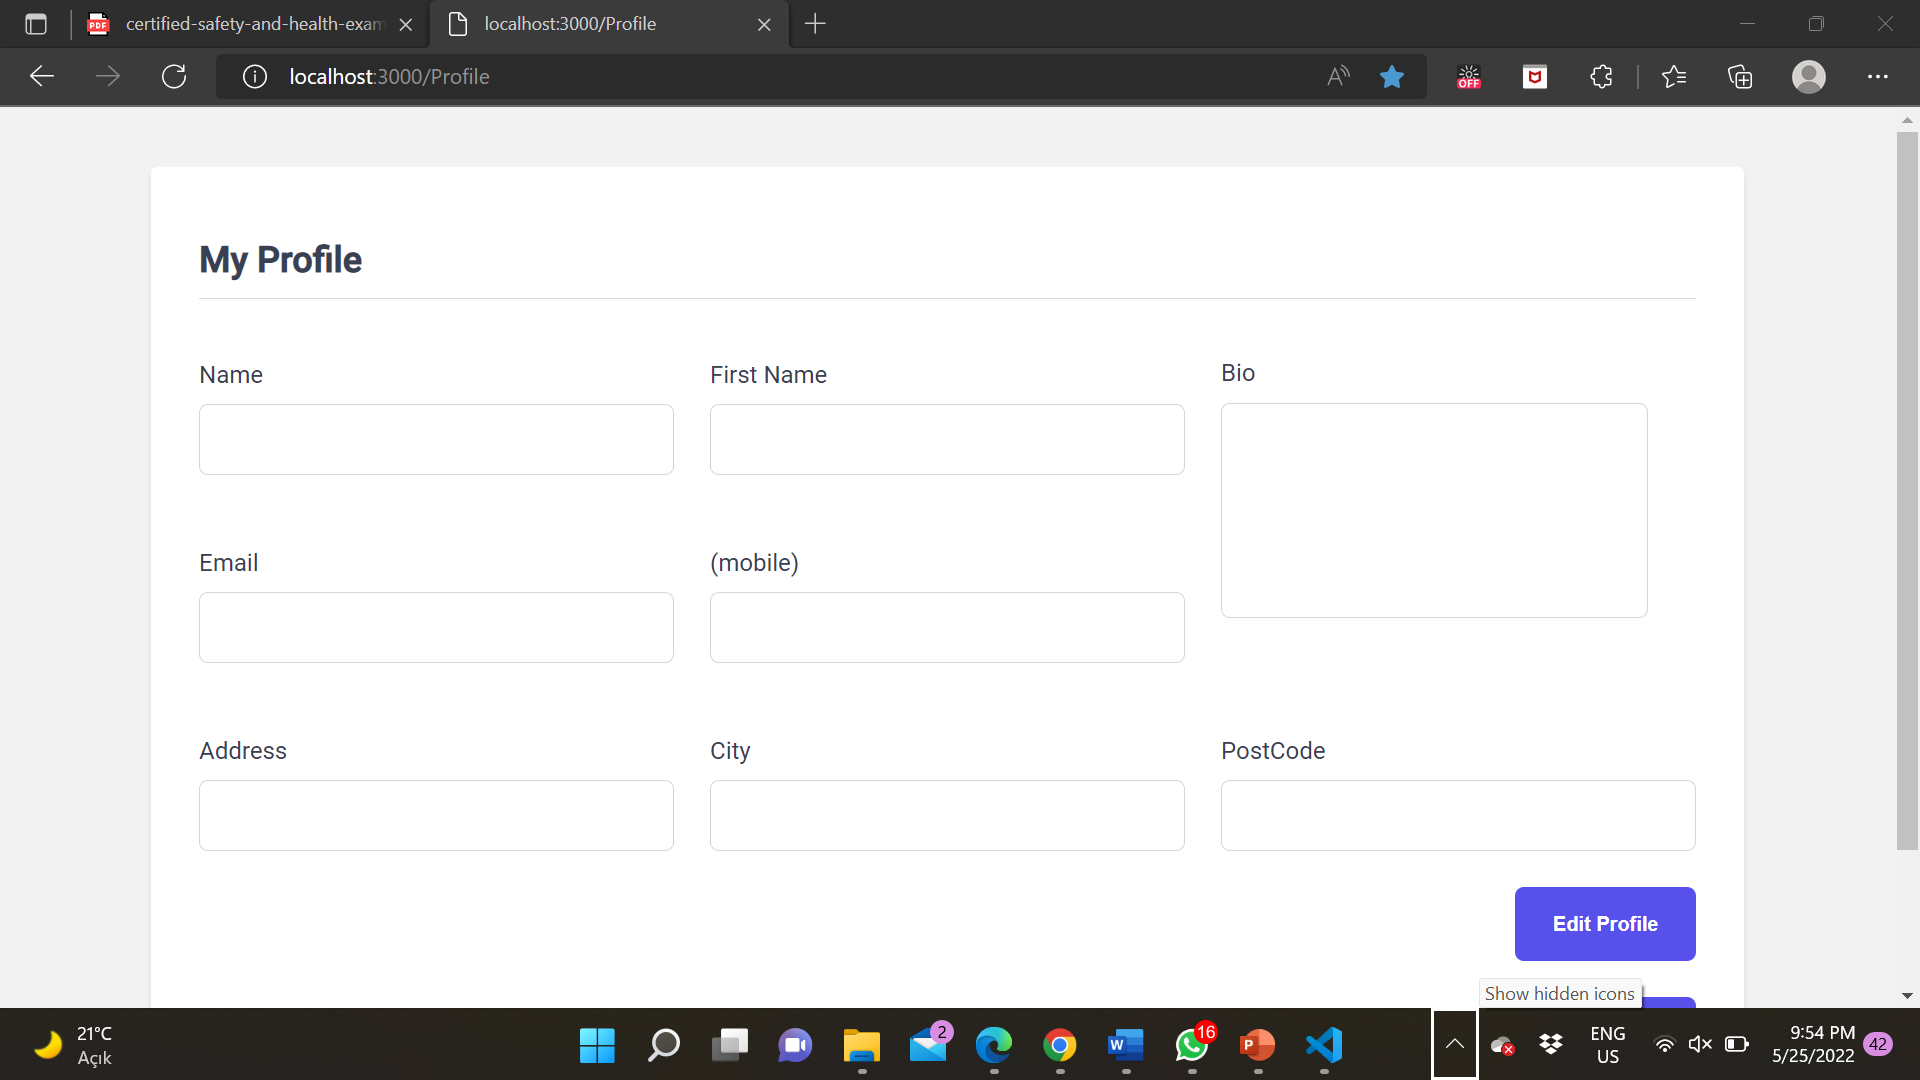 certified-safety-and-health-exam
localhost:3000/Profile
localhost:3000/Profile
OFF
My Profile
Name
First Name
Bio
Email
(mobile)
Address
City
PostCode
Edit Profile
Show hidden icons
21°C
Açık
2
16
ENG
US
9:54 PM
5/25/2022
42